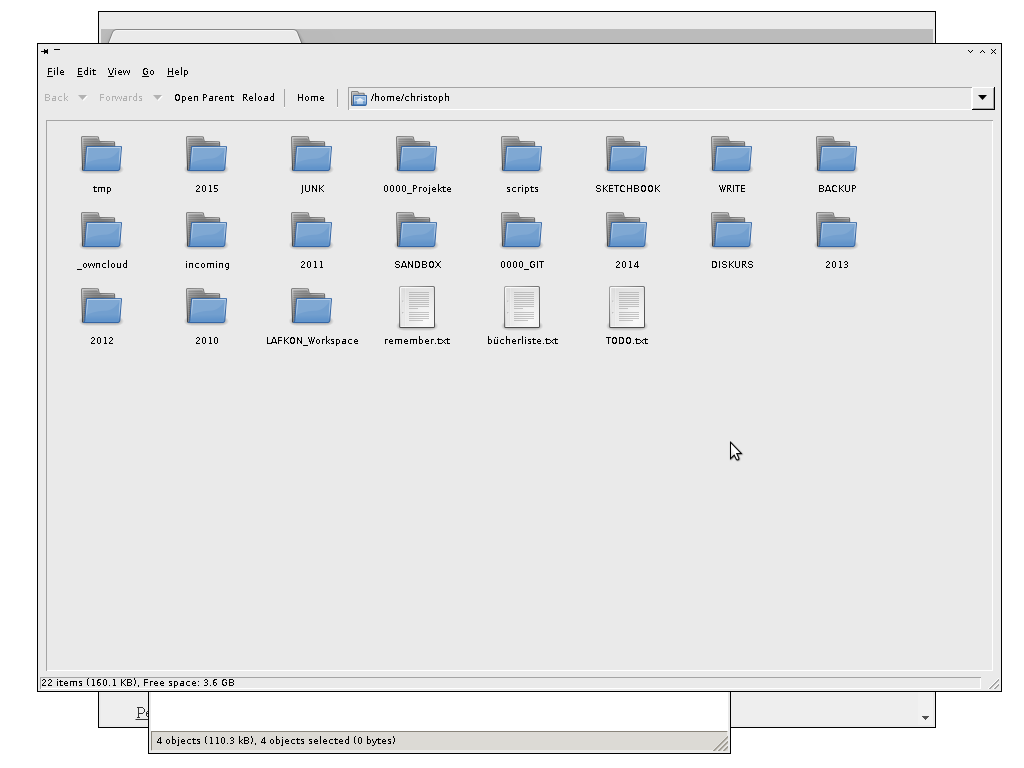 File Edit View Go Help
Back Forwards Open Parent Reload Home /home/christoph
tmp 2015 JUNK 0000_Projekte scripts SKETCHBOOK WRITE BACKUP
_owncloud incoming 2011 SANDBOX 0000_GIT 2014 DISKURS 2013
2012 2010 LAFKON_Workspace remember.txt bücherliste.txt TODO.txt
22 items (160.1 KB), Free space: 3.6 GB
4 objects (110.3 kB), 4 objects selected (0 bytes)